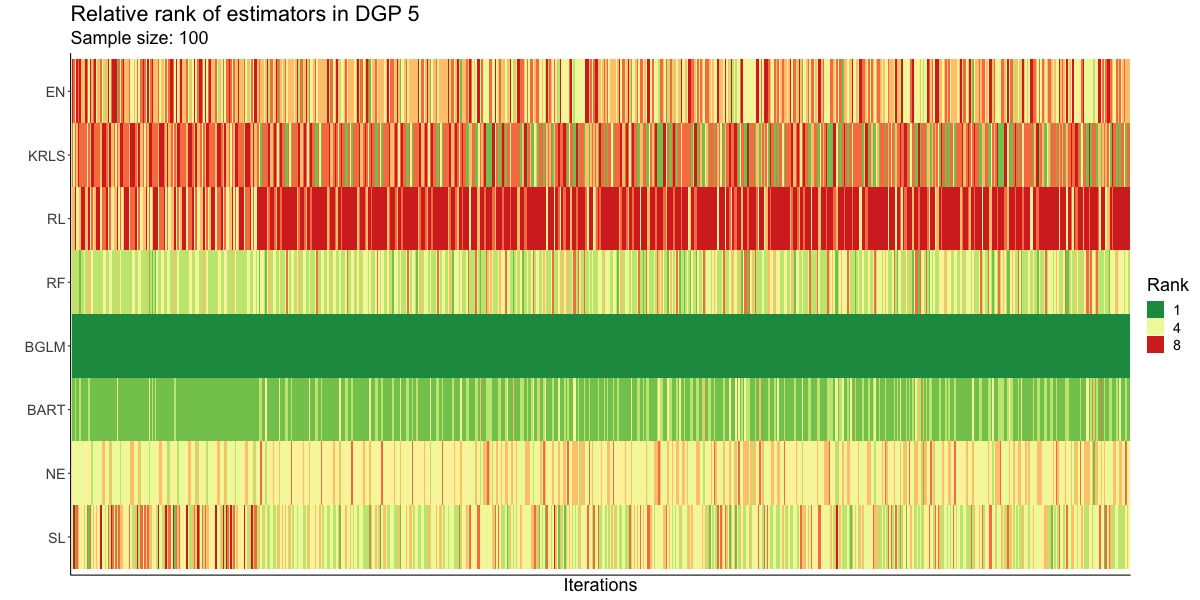 Relative rank of estimators in DGP 5
Sample size: 100
EN
KRLS
RL
RF
BGLM
BART
NE
SL
Iterations
Rank
1
4
8